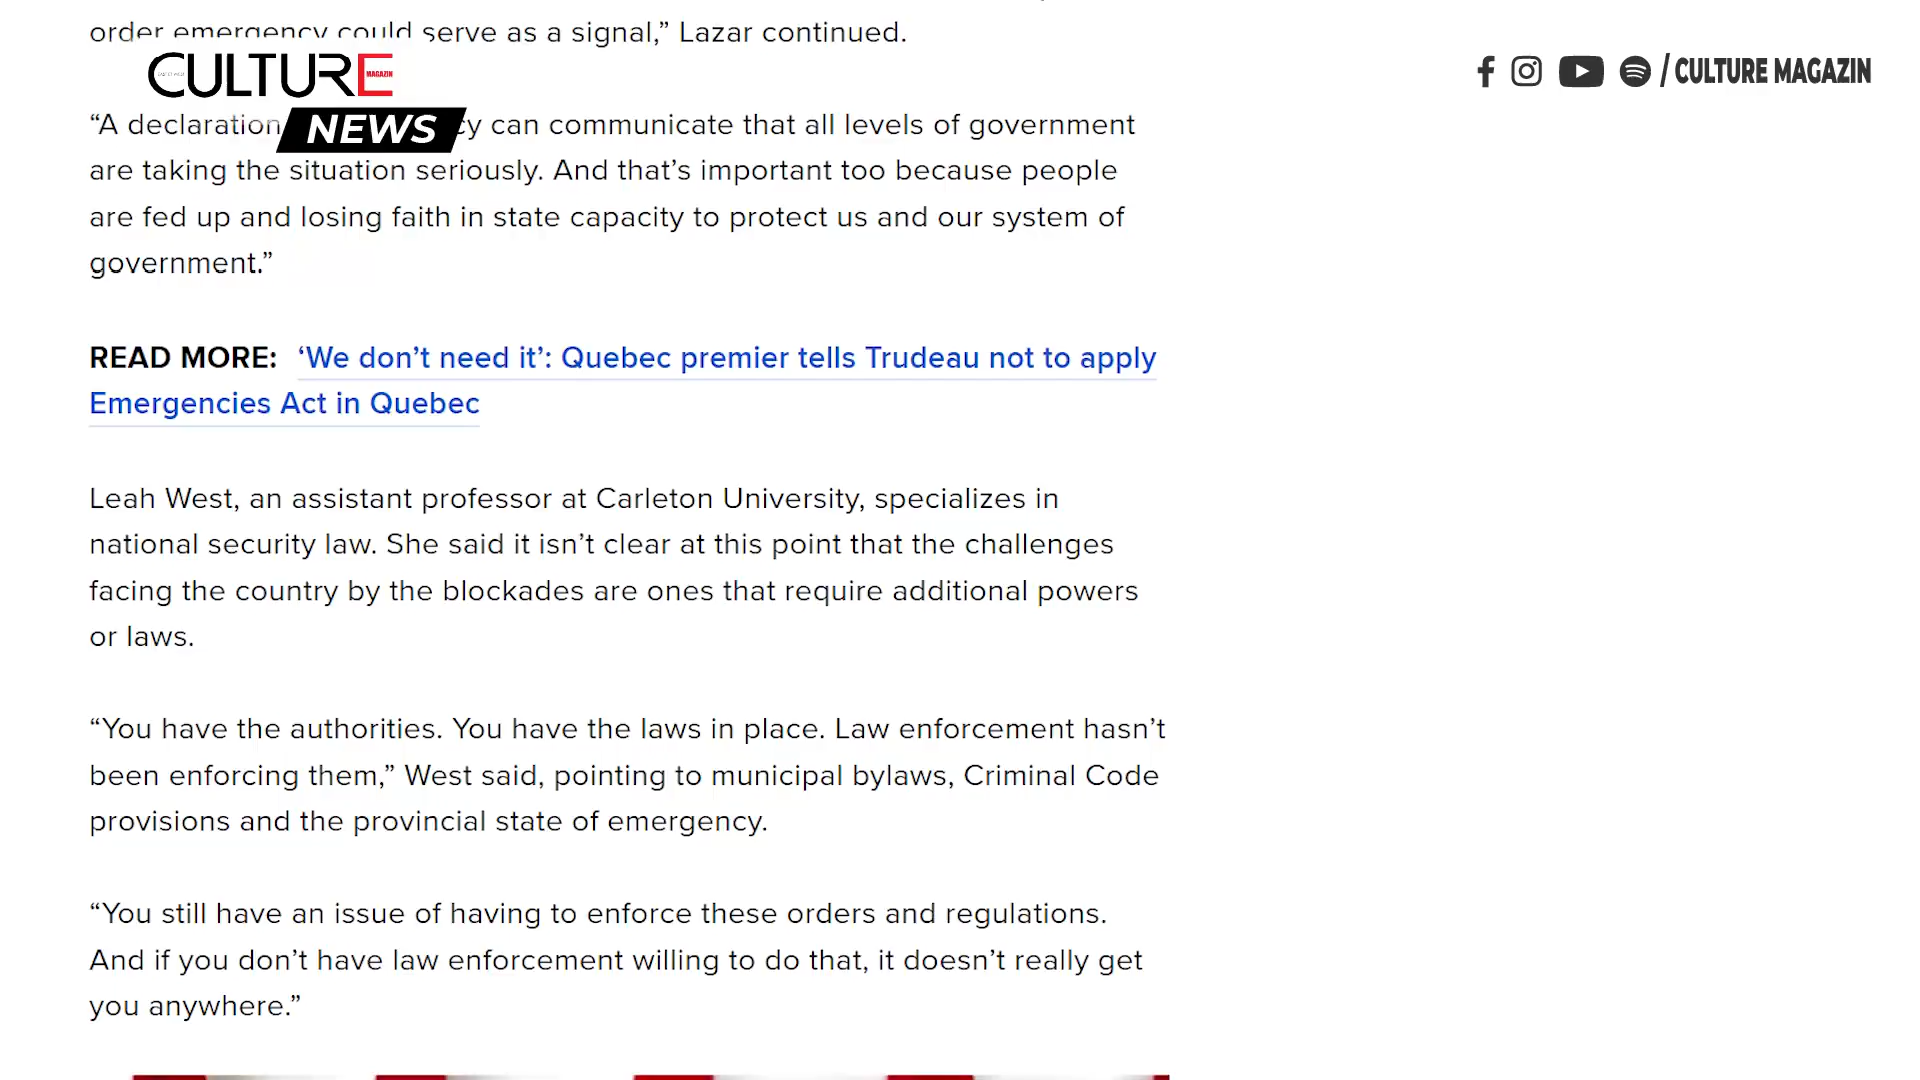 order emergency could serve as a signal,” Lazar continued.
CULTURE
MAGAZIN
NEWS
/ CULTURE MAGAZIN
“A declaration cy can communicate that all levels of government
are taking the situation seriously. And that’s important too because people
are fed up and losing faith in state capacity to protect us and our system of
government.”
READ MORE: ‘We don’t need it’: Quebec premier tells Trudeau not to apply
Emergencies Act in Quebec
Leah West, an assistant professor at Carleton University, specializes in
national security law. She said it isn’t clear at this point that the challenges
facing the country by the blockades are ones that require additional powers
or laws.
“You have the authorities. You have the laws in place. Law enforcement hasn’t
been enforcing them,” West said, pointing to municipal bylaws, Criminal Code
provisions and the provincial state of emergency.
“You still have an issue of having to enforce these orders and regulations.
And if you don’t have law enforcement willing to do that, it doesn’t really get
you anywhere.”